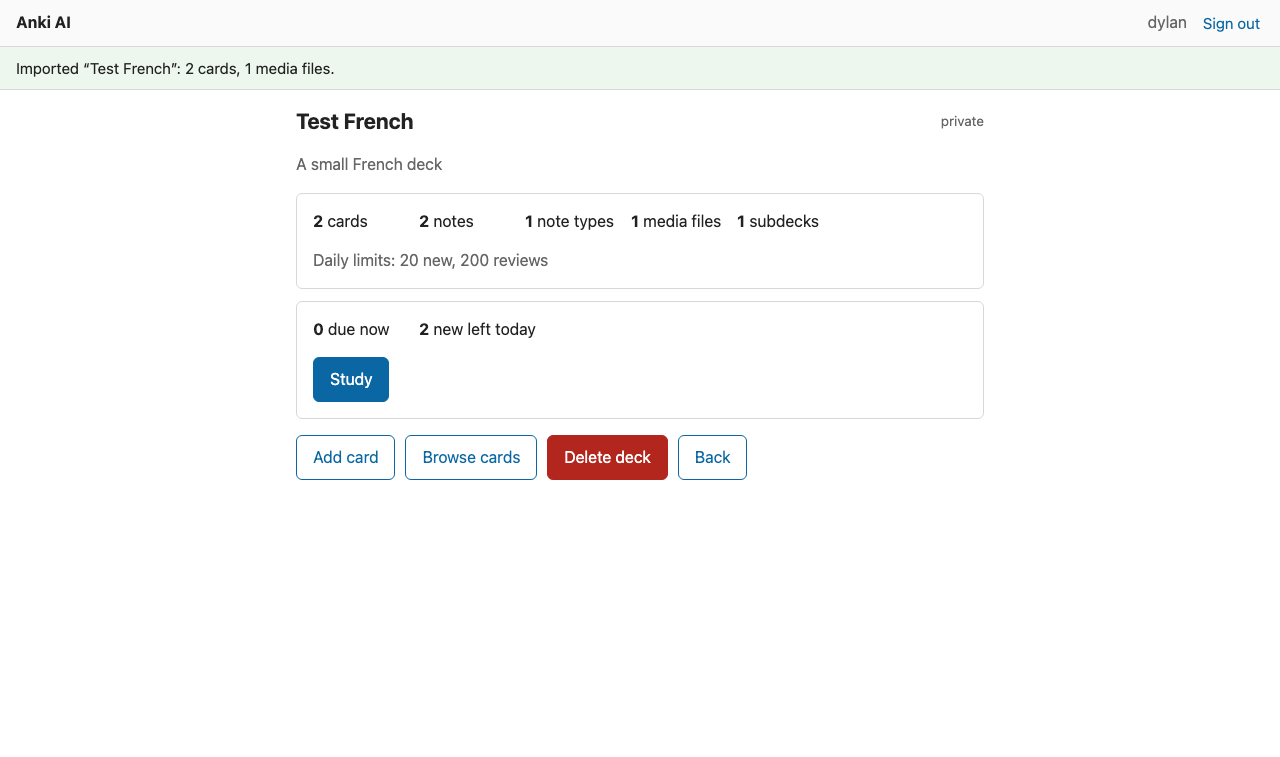 Anki AI
dylan Sign out
Imported “Test French”: 2 cards, 1 media files.
Test French
private
A small French deck
2 cards 2 notes 1 note types 1 media files 1 subdecks
Daily limits: 20 new, 200 reviews
0 due now 2 new left today
Study
Add card Browse cards Delete deck Back